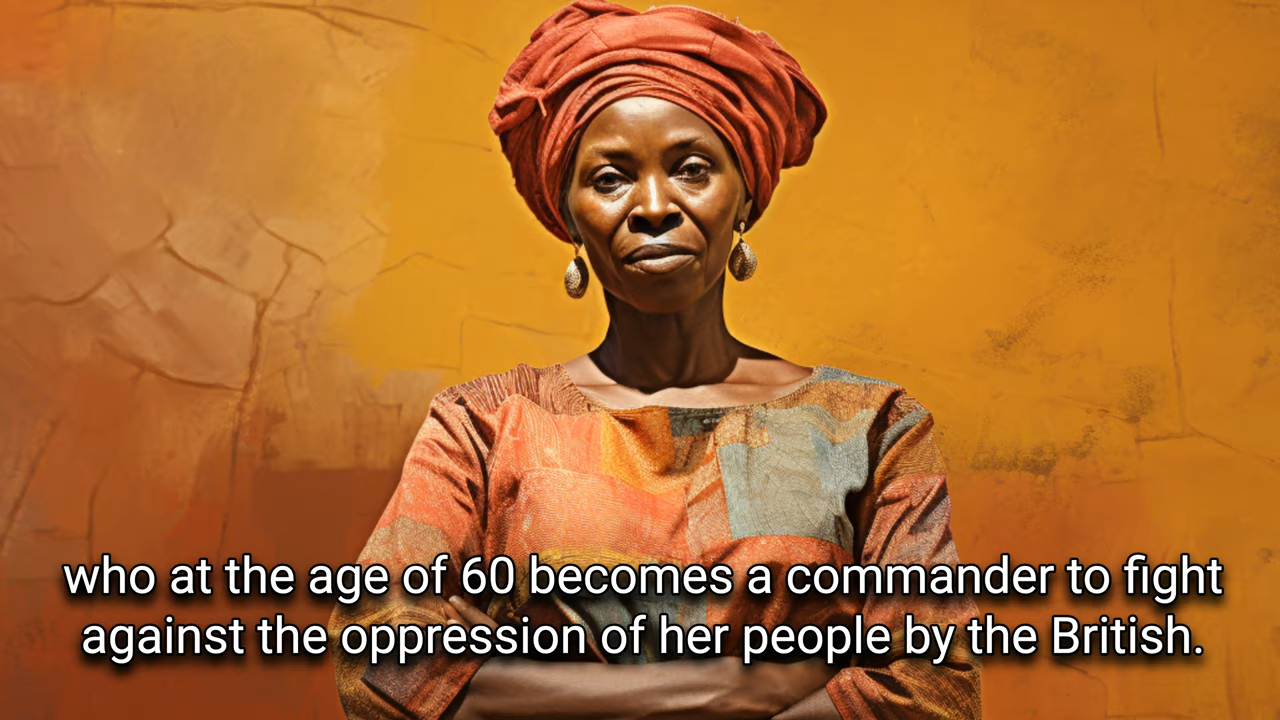 who at the age of 60 becomes a commander to fight
against the oppression of her people by the British.